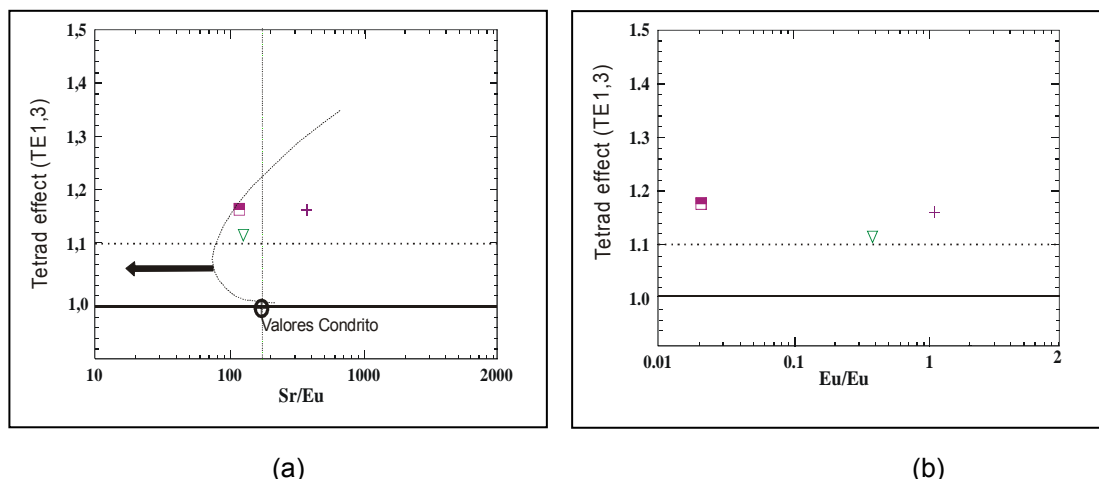 Tetrad effect (TE1,3)
1,5
1,4
1,3
1,2
1,1
1,0
Valores Condrito
10
100
1000
2000
Sr/Eu
(a)
Tetrad effect (TE1,3)
1.5
1.4
1.3
1.2
1.1
1.0
0.01
0.1
1
2
Eu/Eu
(b)